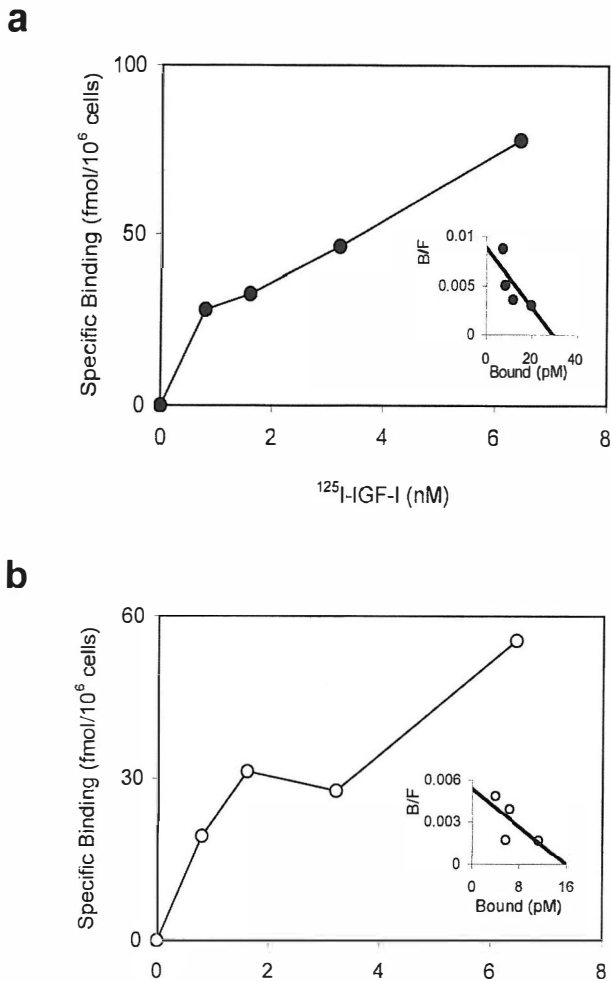 a
100
50
0
Specific Binding (fmol/10⁶ cells)
0 2 4 6 8
¹²⁵I-IGF-I (nM)
B/F
0.01
0.005
0
0 20 40
Bound (pM)
b
60
30
0
Specific Binding (fmol/10⁶ cells)
0 2 4 6 8
B/F
0.006
0.003
0
0 8 16
Bound (pM)